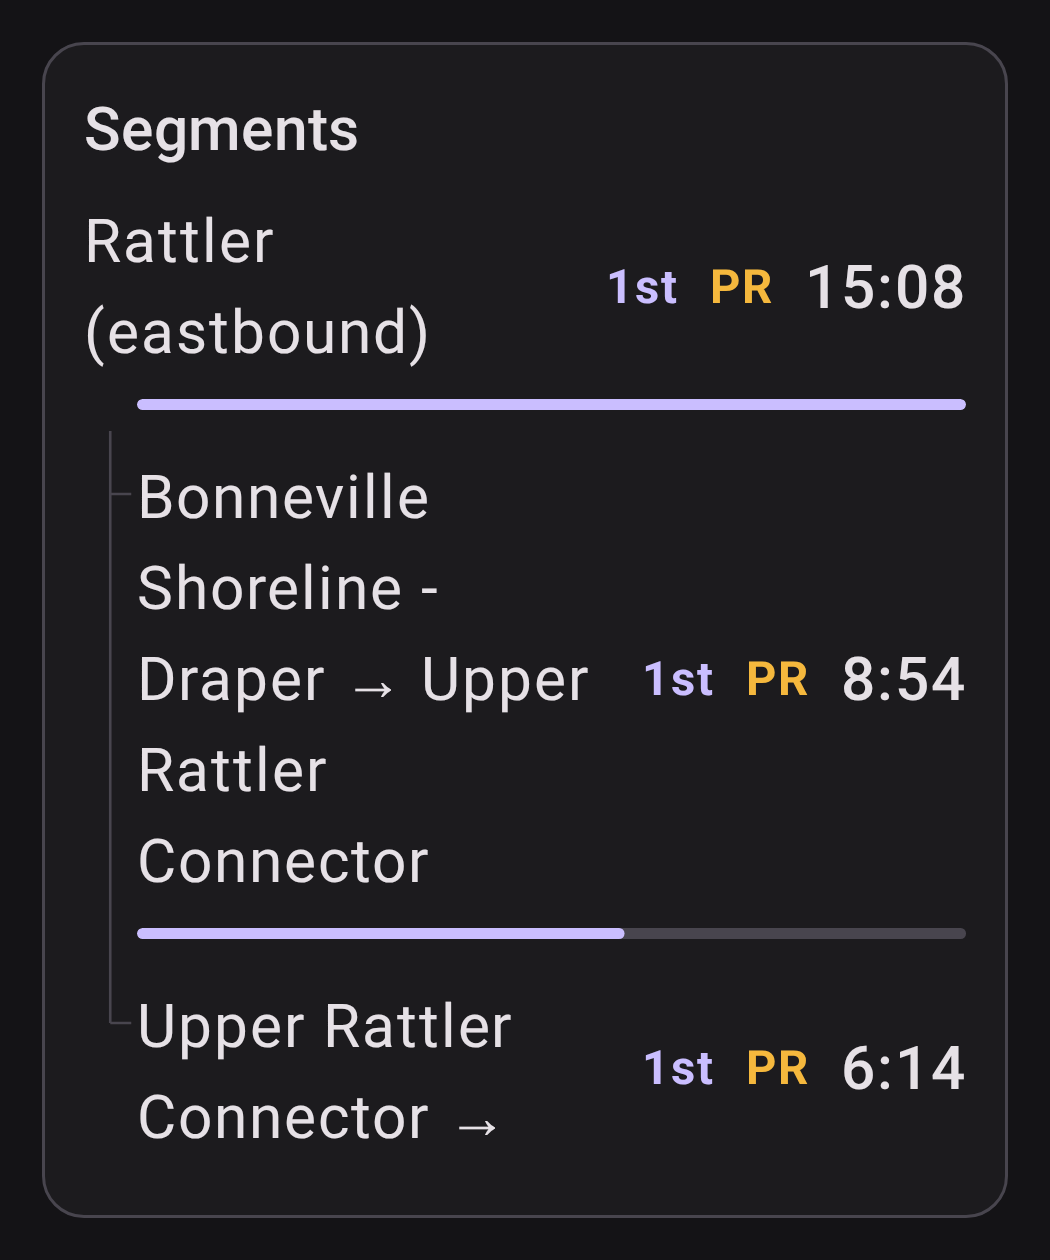 Segments
Rattler
(eastbound)
1st PR 15:08
Bonneville
Shoreline -
Draper → Upper
Rattler
Connector
1st PR 8:54
Upper Rattler
Connector →
1st PR 6:14